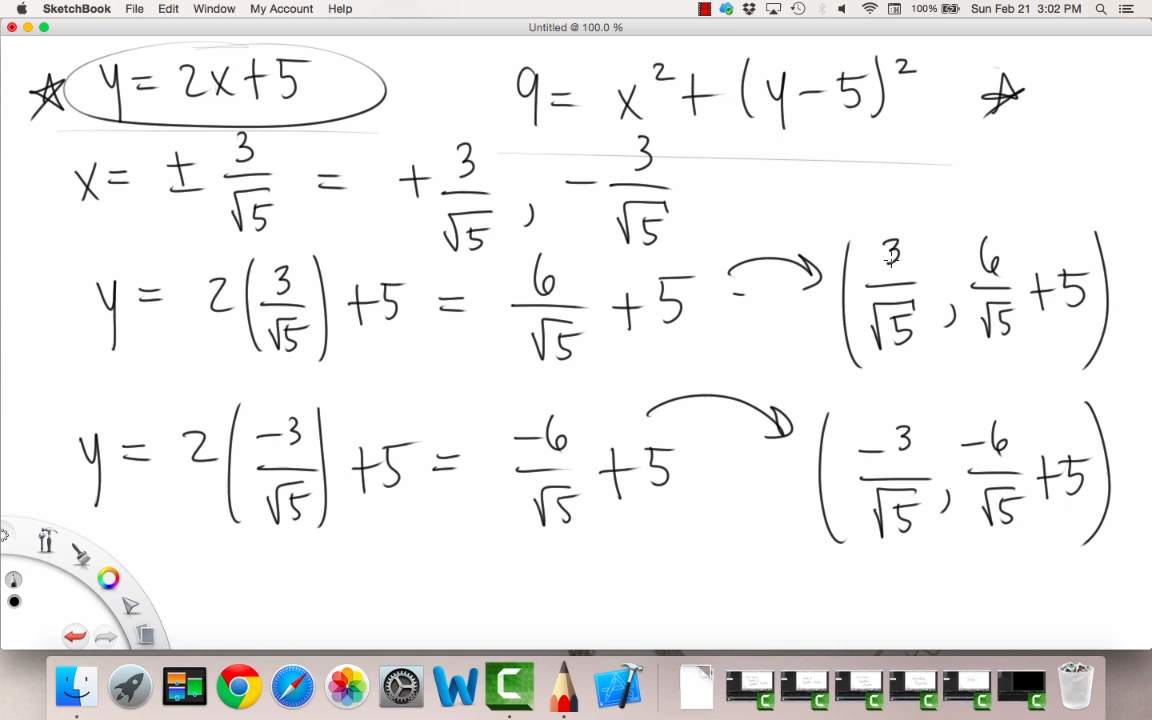 SketchBook File Edit Window My Account Help 100% Sun Feb 21 3:02 PM
Untitled @ 100.0 %
y = 2x+5 9 = x² + (y-5)²
x = ± 3/√5 = + 3/√5 , - 3/√5
y = 2(3/√5) + 5 = 6/√5 + 5 - (3/√5 , 6/√5 + 5)
y = 2(-3/√5) + 5 = -6/√5 + 5 (-3/√5 , -6/√5 + 5)